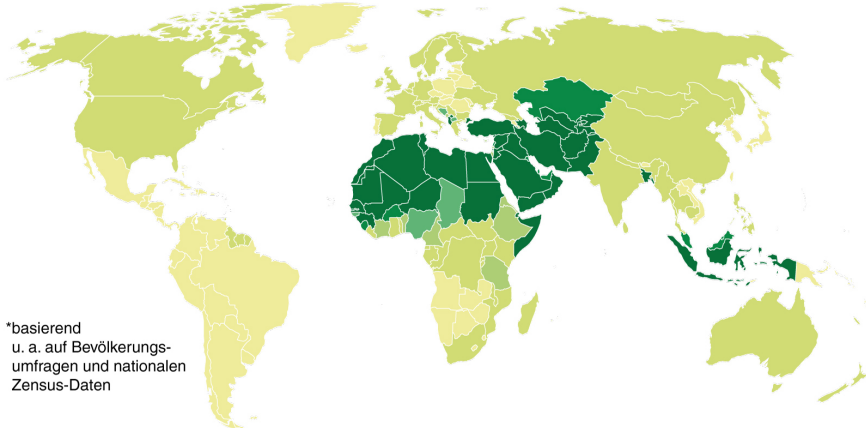 *basierend
u. a. auf Bevölkerungs-
umfragen und nationalen
Zensus-Daten